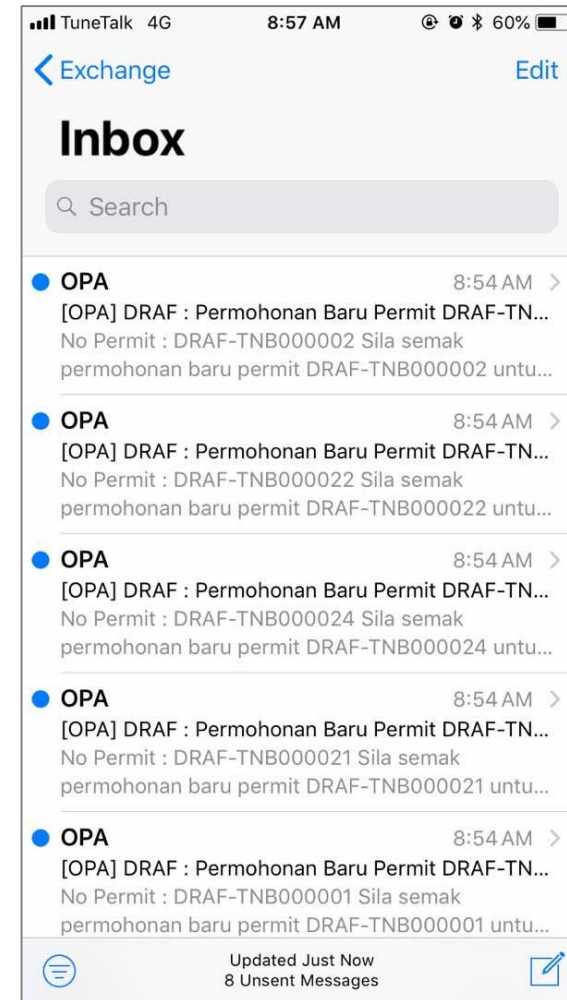 TuneTalk 4G 8:57 AM 60%
Exchange Edit
Inbox
Search
OPA 8:54 AM
[OPA] DRAF : Permohonan Baru Permit DRAF-TN...
No Permit : DRAF-TNB000002 Sila semak
permohonan baru permit DRAF-TNB000002 untu...
OPA 8:54 AM
[OPA] DRAF : Permohonan Baru Permit DRAF-TN...
No Permit : DRAF-TNB000022 Sila semak
permohonan baru permit DRAF-TNB000022 untu...
OPA 8:54 AM
[OPA] DRAF : Permohonan Baru Permit DRAF-TN...
No Permit : DRAF-TNB000024 Sila semak
permohonan baru permit DRAF-TNB000024 untu...
OPA 8:54 AM
[OPA] DRAF : Permohonan Baru Permit DRAF-TN...
No Permit : DRAF-TNB000021 Sila semak
permohonan baru permit DRAF-TNB000021 untu...
OPA 8:54 AM
[OPA] DRAF : Permohonan Baru Permit DRAF-TN...
No Permit : DRAF-TNB000001 Sila semak
permohonan baru permit DRAF-TNB000001 untu...
Updated Just Now
8 Unsent Messages